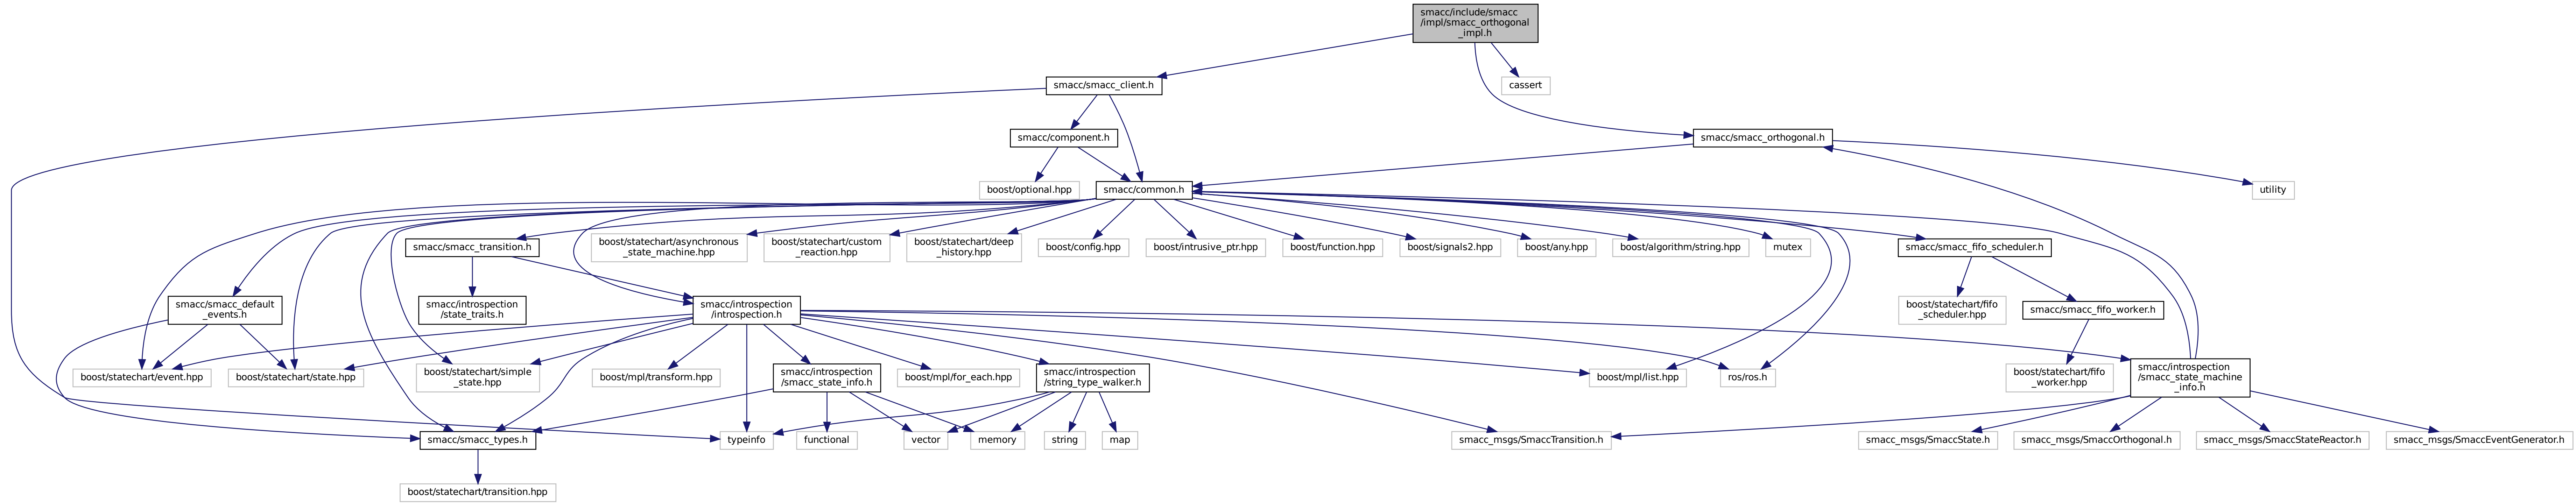 smacc/include/smacc
/impl/smacc_orthogonal
_impl.h
smacc/smacc_client.h
cassert
smacc/component.h
smacc/smacc_orthogonal.h
boost/optional.hpp
smacc/common.h
utility
smacc/smacc_transition.h
boost/statechart/asynchronous
_state_machine.hpp
boost/statechart/custom
_reaction.hpp
boost/statechart/deep
_history.hpp
boost/config.hpp
boost/intrusive_ptr.hpp
boost/function.hpp
boost/signals2.hpp
boost/any.hpp
boost/algorithm/string.hpp
mutex
smacc/smacc_fifo_scheduler.h
smacc/smacc_default
_events.h
smacc/introspection
/state_traits.h
smacc/introspection
/introspection.h
boost/statechart/fifo
_scheduler.hpp
smacc/smacc_fifo_worker.h
boost/statechart/event.hpp
boost/statechart/state.hpp
boost/statechart/simple
_state.hpp
boost/mpl/transform.hpp
smacc/introspection
/smacc_state_info.h
boost/mpl/for_each.hpp
smacc/introspection
/string_type_walker.h
boost/mpl/list.hpp
ros/ros.h
boost/statechart/fifo
_worker.hpp
smacc/introspection
/smacc_state_machine
_info.h
smacc/smacc_types.h
typeinfo
functional
vector
memory
string
map
smacc_msgs/SmaccTransition.h
smacc_msgs/SmaccState.h
smacc_msgs/SmaccOrthogonal.h
smacc_msgs/SmaccStateReactor.h
smacc_msgs/SmaccEventGenerator.h
boost/statechart/transition.hpp